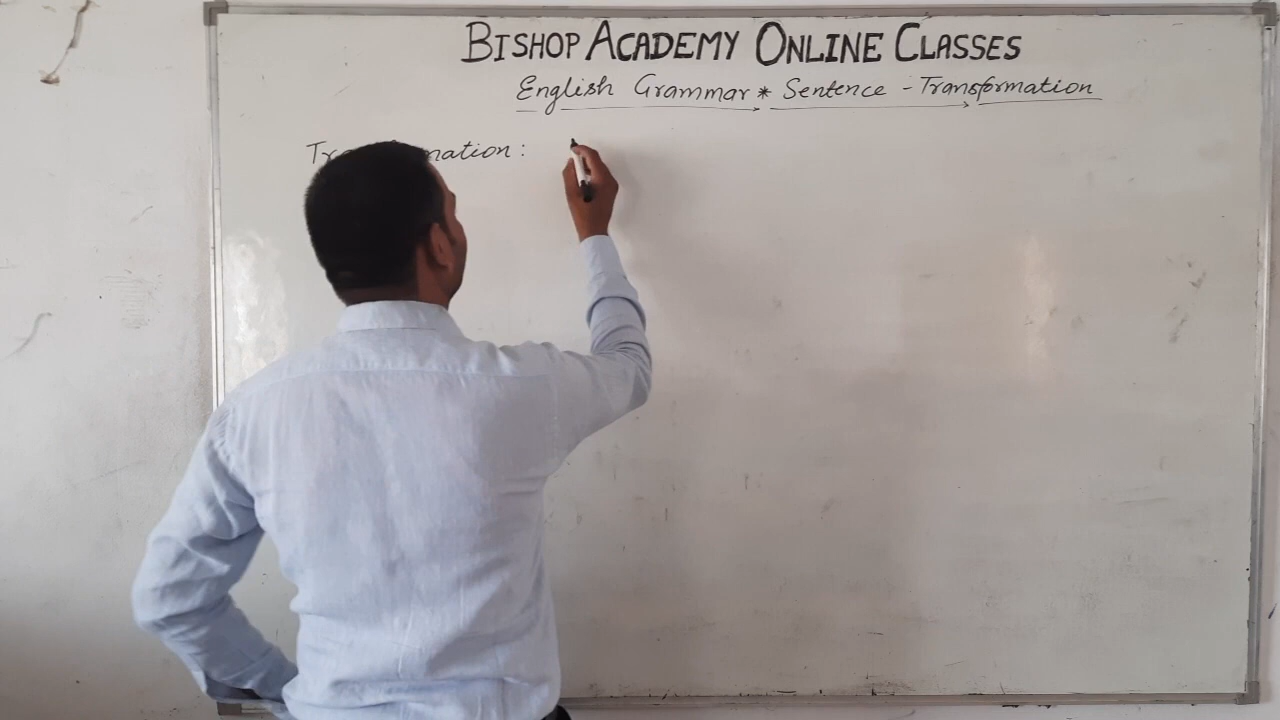 BISHOP ACADEMY ONLINE CLASSES
English Grammar * Sentence - Transformation